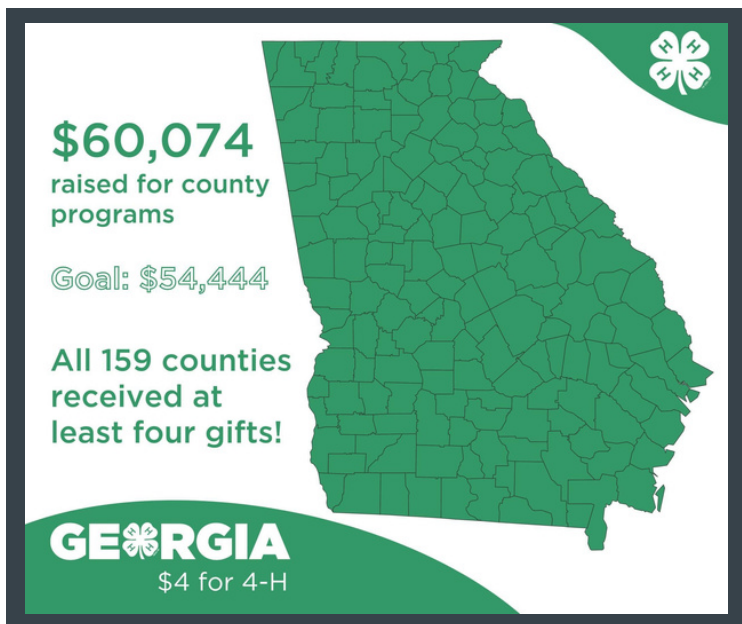 $60,074
raised for county
programs
Goal: $54,444
All 159 counties
received at
least four gifts!
GEORGIA
$4 for 4-H
H H
H H